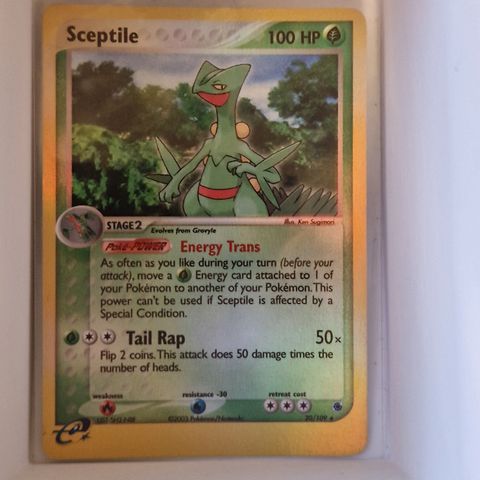 Sceptile 100 HP
Illus. Ken Sugimori
STAGE 2 Evolves from Grovyle
Poké-POWER Energy Trans
As often as you like during your turn (before your
attack), move a Energy card attached to 1 of
your Pokémon to another of your Pokémon. This
power can't be used if Sceptile is affected by a
Special Condition.
Tail Rap 50×
Flip 2 coins. This attack does 50 damage times the
number of heads.
weakness resistance -30 retreat cost
©2003 Pokémon/Nintendo
20/109 ★
e